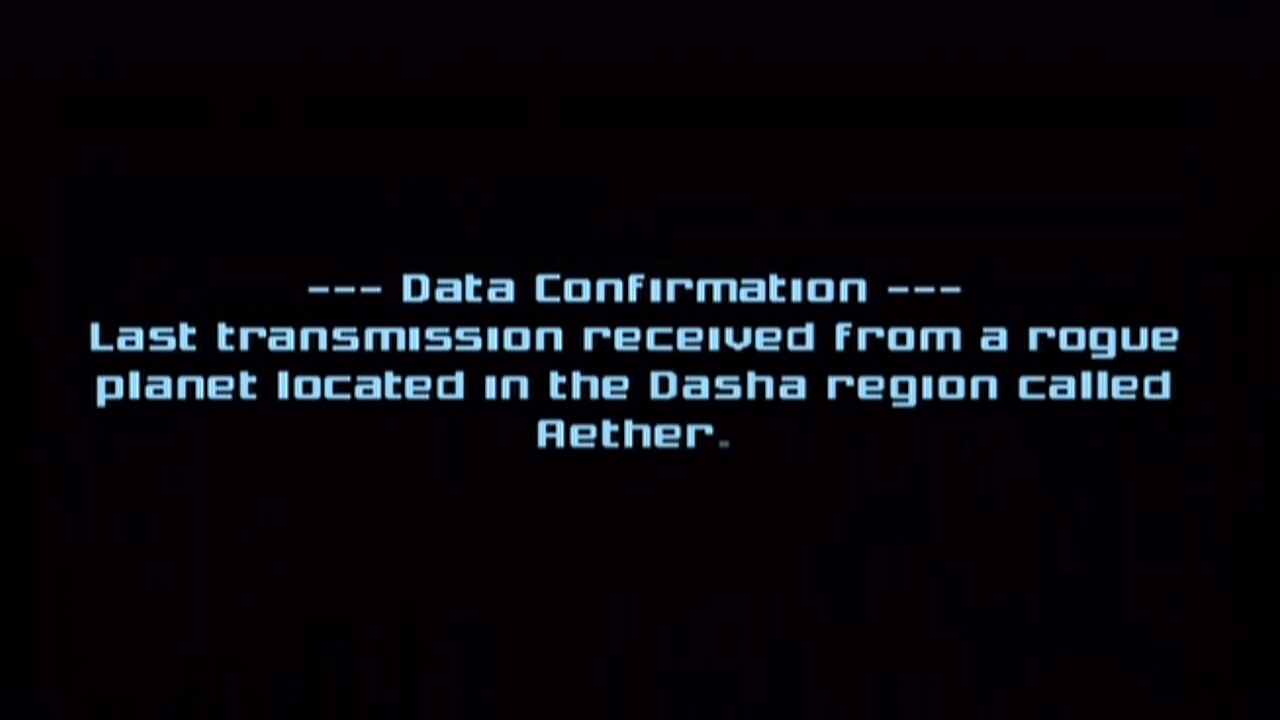 --- Data Confirmation ---
Last transmission received from a rogue
planet located in the Dasha region called
Aether.